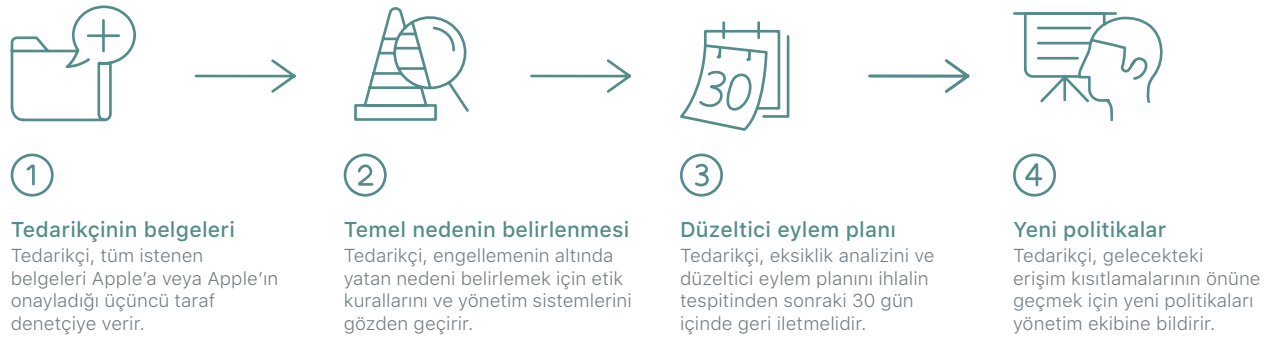 30
1
Tedarikçinin belgeleri
Tedarikçi, tüm istenen
belgeleri Apple’a veya Apple’ın
onayladığı üçüncü taraf
denetçiye verir.
2
Temel nedenin belirlenmesi
Tedarikçi, engellemenin altında
yatan nedeni belirlemek için etik
kurallarını ve yönetim sistemlerini
gözden geçirir.
3
Düzeltici eylem planı
Tedarikçi, eksiklik analizini ve
düzeltici eylem planını ihlalin
tespitinden sonraki 30 gün
içinde geri iletmelidir.
4
Yeni politikalar
Tedarikçi, gelecekteki
erişim kısıtlamalarının önüne
geçmek için yeni politikaları
yönetim ekibine bildirir.